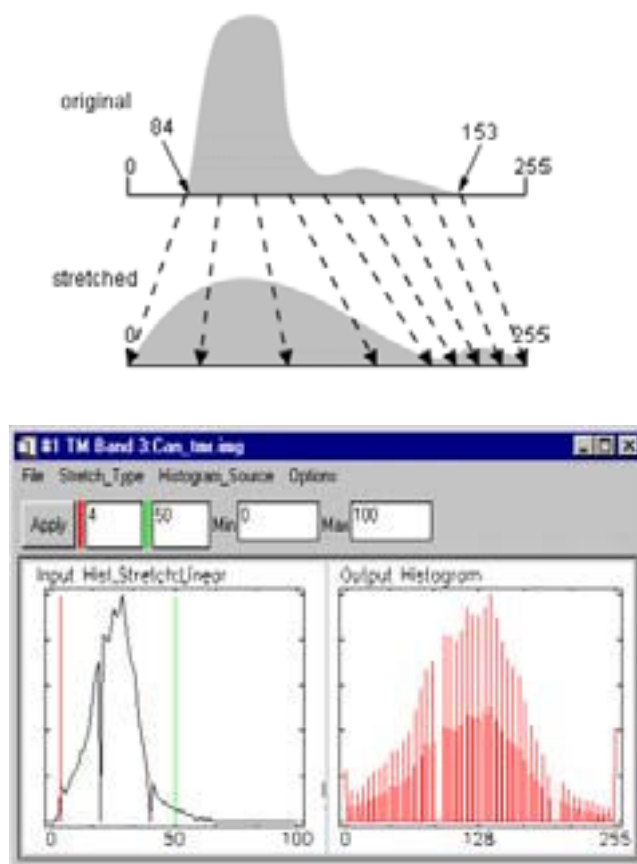 original
84
153
0
255
stretched
0
255
#1 TM Band 3:Can_tmr.img
File Stretch_Type Histogram_Source Options
Apply 4 50 Min 0 Max 100
Input Hist,Stretch:Linear
Output Histogram
0 50 100
0 128 255